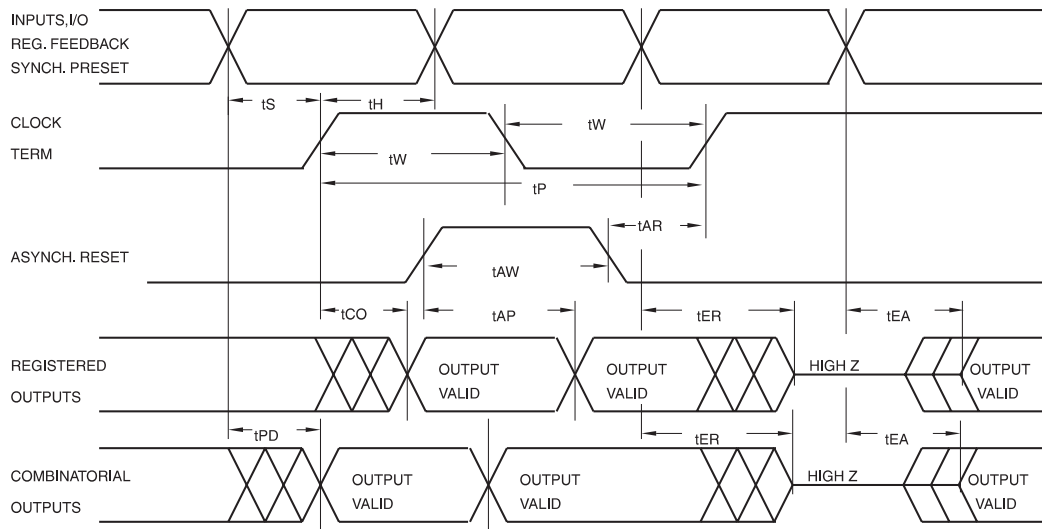 INPUTS,I/O
REG. FEEDBACK
SYNCH. PRESET
tS
tH
CLOCK
TERM
tW
tW
tP
tAR
ASYNCH. RESET
tAW
tCO
tAP
tER
tEA
REGISTERED
OUTPUTS
OUTPUT
VALID
OUTPUT
VALID
HIGH Z
OUTPUT
VALID
tPD
tER
tEA
COMBINATORIAL
OUTPUTS
OUTPUT
VALID
OUTPUT
VALID
HIGH Z
OUTPUT
VALID